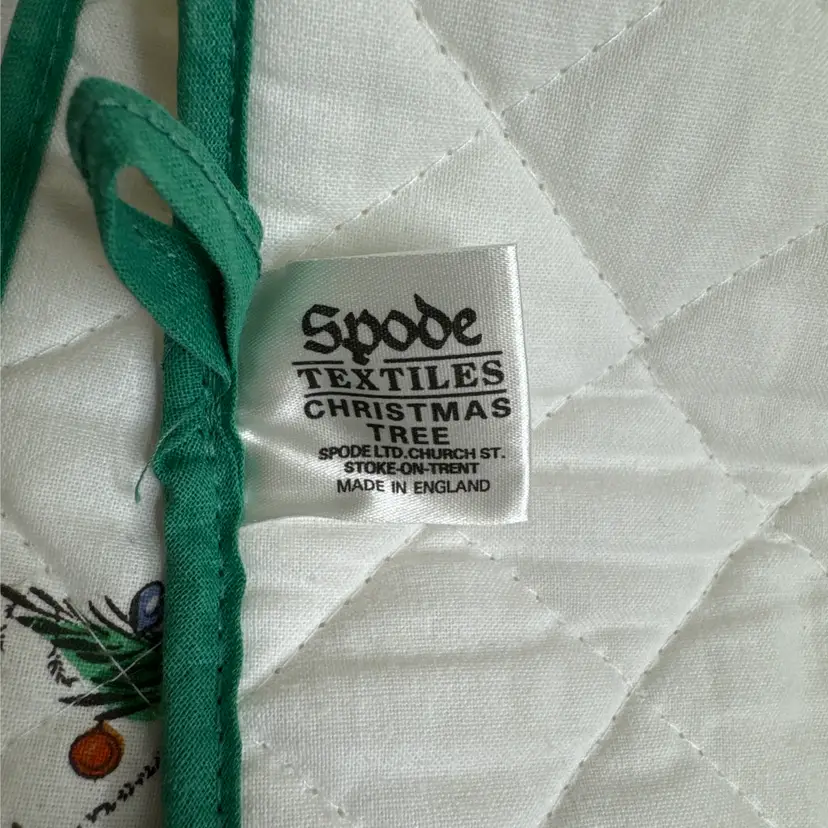 Spode
TEXTILES
CHRISTMAS
TREE
SPODE LTD. CHURCH ST.
STOKE-ON-TRENT
MADE IN ENGLAND